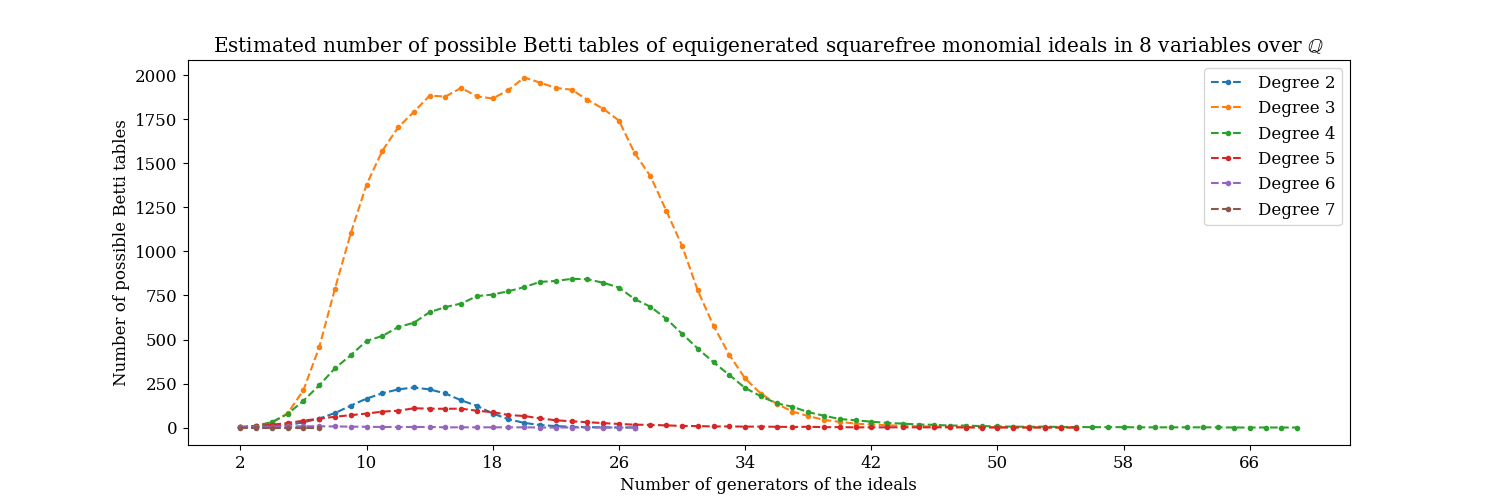 Estimated number of possible Betti tables of equigenerated squarefree monomial ideals in 8 variables over ℚ
Number of possible Betti tables
2000
1750
1500
1250
1000
750
500
250
0
Degree 2
Degree 3
Degree 4
Degree 5
Degree 6
Degree 7
2 10 18 26 34 42 50 58 66
Number of generators of the ideals